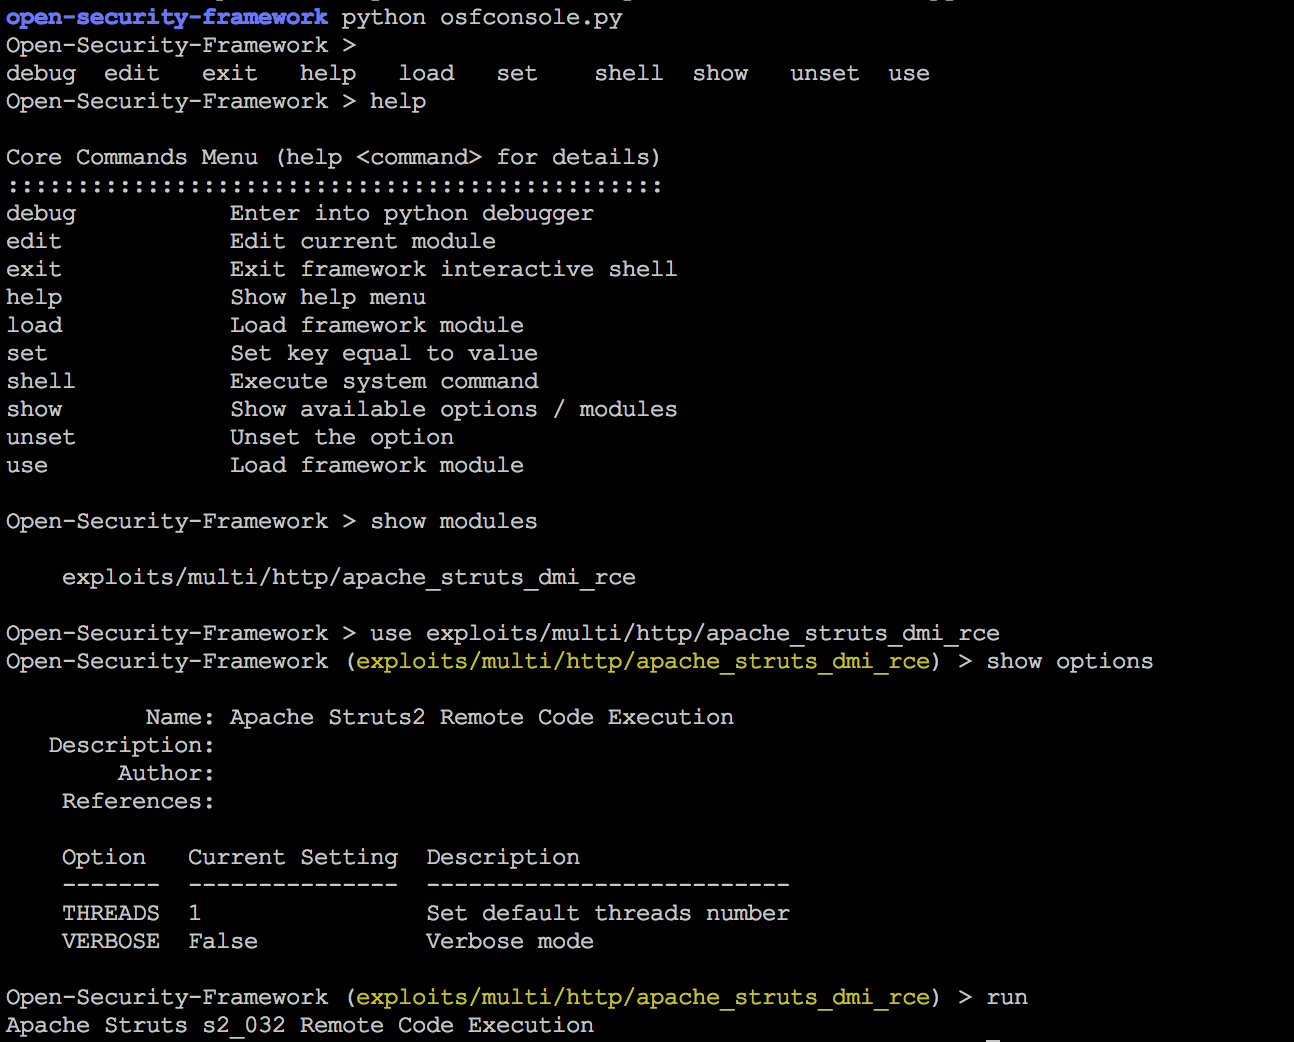 open-security-framework python osfconsole.py
Open-Security-Framework >
debug  edit   exit   help   load   set    shell  show   unset  use
Open-Security-Framework > help
Core Commands Menu (help <command> for details)
:::::::::::::::::::::::::::::::::::::::::::::::
debug           Enter into python debugger
edit            Edit current module
exit            Exit framework interactive shell
help            Show help menu
load            Load framework module
set             Set key equal to value
shell           Execute system command
show            Show available options / modules
unset           Unset the option
use             Load framework module
Open-Security-Framework > show modules
    exploits/multi/http/apache_struts_dmi_rce
Open-Security-Framework > use exploits/multi/http/apache_struts_dmi_rce
Open-Security-Framework (exploits/multi/http/apache_struts_dmi_rce) > show options
          Name: Apache Struts2 Remote Code Execution
   Description:
        Author:
    References:
    Option   Current Setting  Description
    -------  ---------------  --------------------------
    THREADS  1                Set default threads number
    VERBOSE  False            Verbose mode
Open-Security-Framework (exploits/multi/http/apache_struts_dmi_rce) > run
Apache Struts s2_032 Remote Code Execution